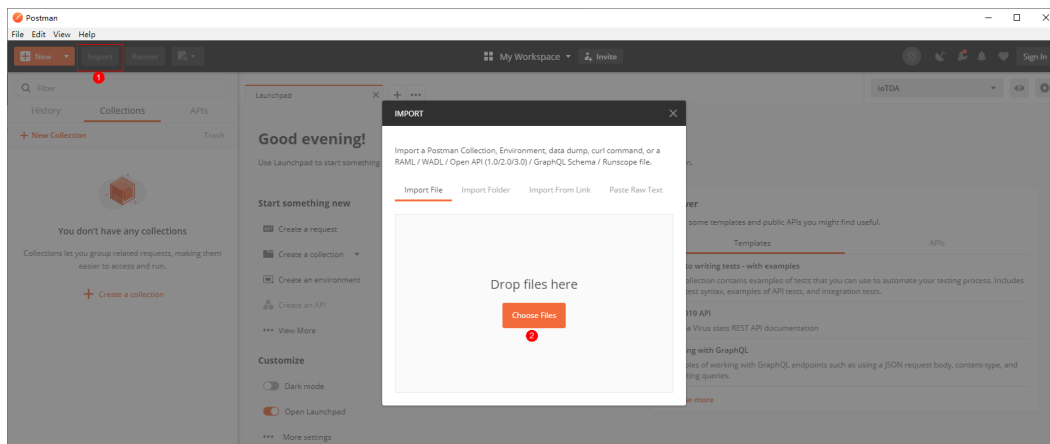 Postman
File Edit View Help
New
Import
Runner
My Workspace
Invite
Sign In
1
Filter
History
Collections
APIs
+ New Collection
Trash
You don't have any collections
Collections let you group related requests, making them
easier to access and run.
+ Create a collection
Launchpad
IoTDA
Good evening!
Use Launchpad to start something
Start something new
Create a request
Create a collection
Create an environment
Create an API
View More
Customize
Dark mode
Open Launchpad
More settings
IMPORT
Import a Postman Collection, Environment, data dump, curl command, or a
RAML / WADL / Open API (1.0/2.0/3.0) / GraphQL Schema / Runscope file.
Import File
Import Folder
Import From Link
Paste Raw Text
Drop files here
Choose Files
2
some templates and public APIs you might find useful.
Templates
APIs
to writing tests - with examples
ollection contains examples of tests that you can use to automate your testing process. Includes
test syntax, examples of API tests, and integration tests.
19 API
a Virus stats REST API documentation
ng with GraphQL
ples of working with GraphQL endpoints such as using a JSON request body, content-type, and
ting queries.
more